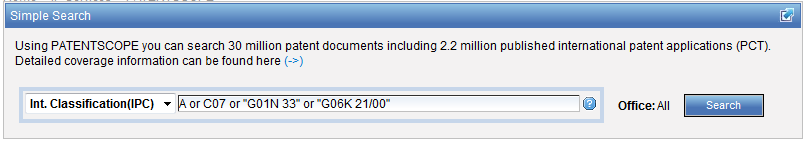 Simple Search
Using PATENTSCOPE you can search 30 million patent documents including 2.2 million published international patent applications (PCT).
Detailed coverage information can be found here (->)
Int. Classification(IPC) A or C07 or "G01N 33" or "G06K 21/00" ? Office: All Search